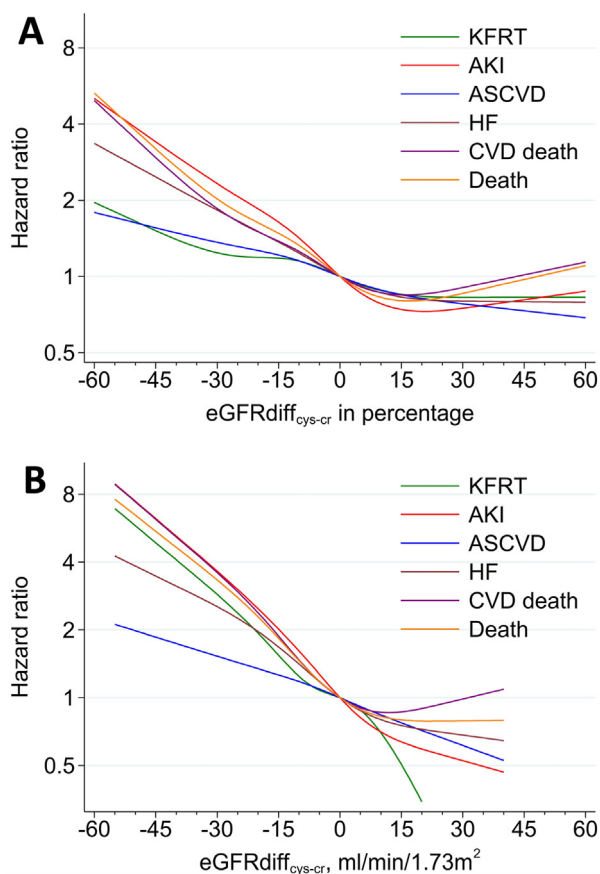 A
8
4
2
1
0.5
Hazard ratio
KFRT
AKI
ASCVD
HF
CVD death
Death
-60 -45 -30 -15 0 15 30 45 60
eGFRdiffcys-cr in percentage
B
8
4
2
1
0.5
Hazard ratio
KFRT
AKI
ASCVD
HF
CVD death
Death
-60 -45 -30 -15 0 15 30 45 60
eGFRdiffcys-cr, ml/min/1.73m²